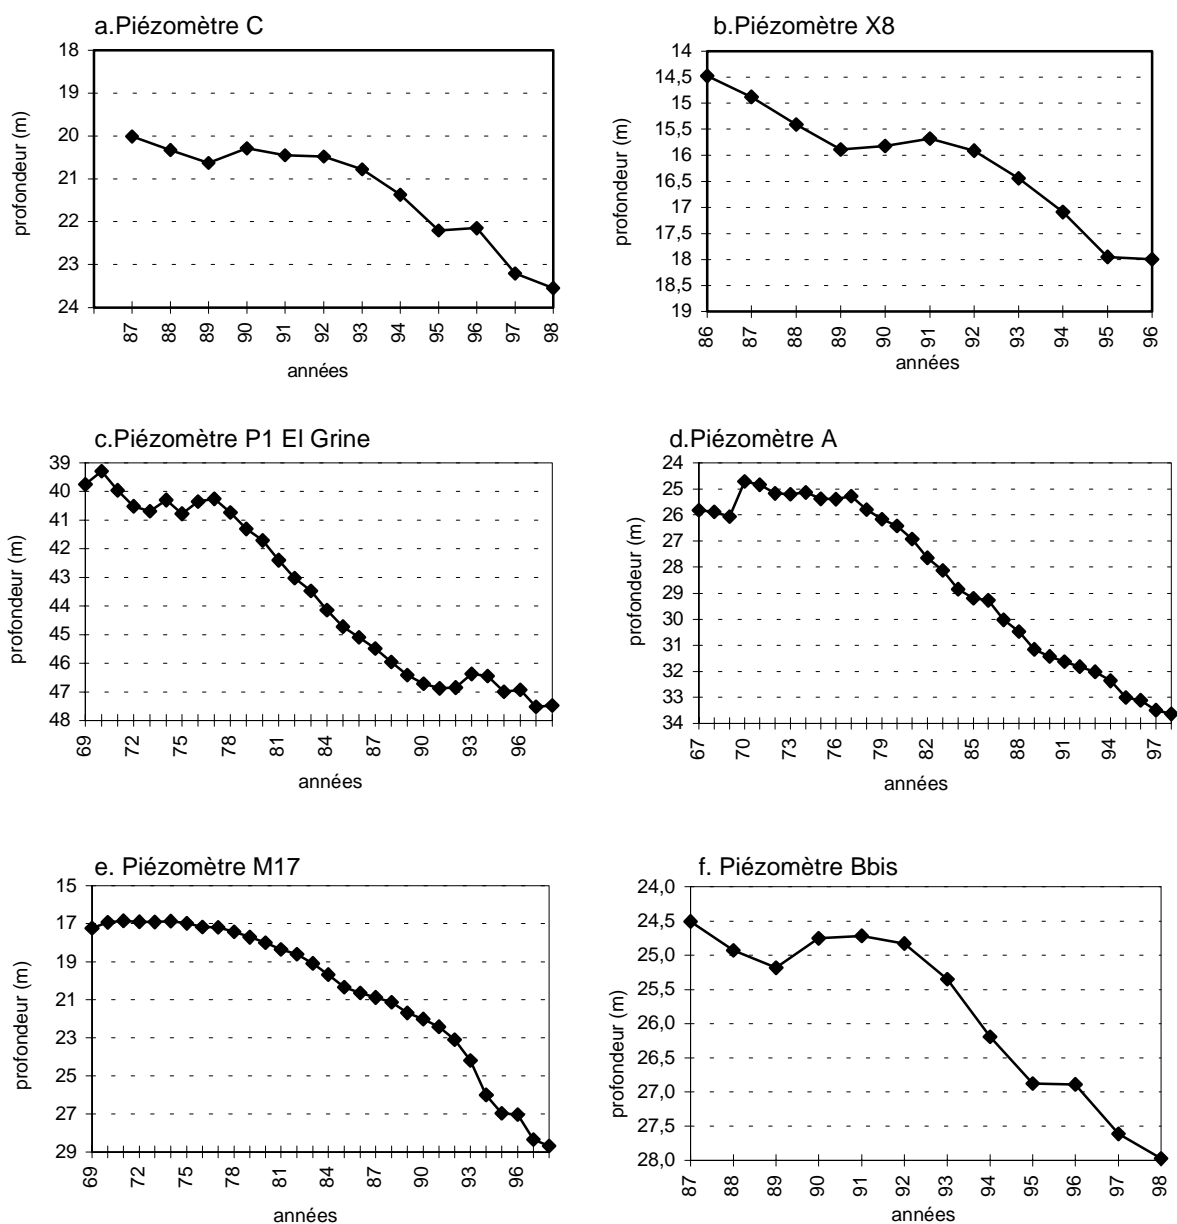 a.Piézomètre C
18
19
20
21
22
23
24
profondeur (m)
87 88 89 90 91 92 93 94 95 96 97 98
années
b.Piézomètre X8
14
14,5
15
15,5
16
16,5
17
17,5
18
18,5
19
profondeur (m)
86 87 88 89 90 91 92 93 94 95 96
années
c.Piézomètre P1 El Grine
39
40
41
42
43
44
45
46
47
48
profondeur (m)
69 72 75 78 81 84 87 90 93 96
années
d.Piézomètre A
24
25
26
27
28
29
30
31
32
33
34
profondeur (m)
67 70 73 76 79 82 85 88 91 94 97
années
e. Piézomètre M17
15
17
19
21
23
25
27
29
profondeur (m)
69 72 75 78 81 84 87 90 93 96
années
f. Piézomètre Bbis
24,0
24,5
25,0
25,5
26,0
26,5
27,0
27,5
28,0
profondeur (m)
87 88 89 90 91 92 93 94 95 96 97 98
années